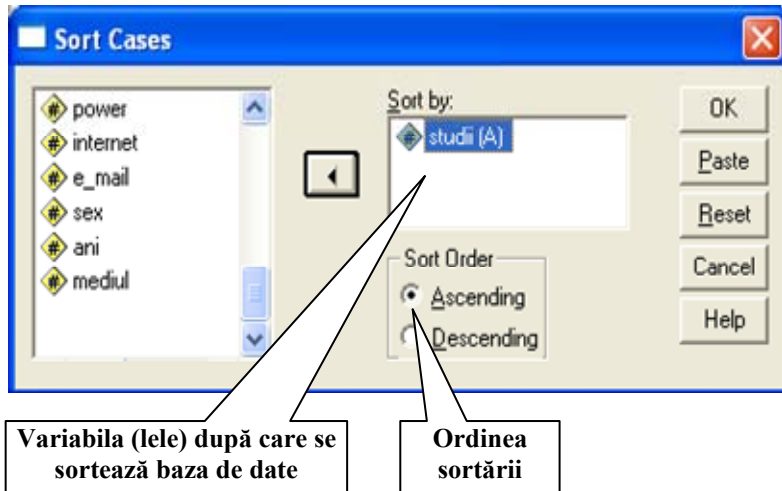 Sort Cases
power
internet
e_mail
sex
ani
mediul
Sort by:
studii (A)
Sort Order
Ascending
Descending
OK
Paste
Reset
Cancel
Help
Variabila (lele) după care se
sortează baza de date
Ordinea
sortării